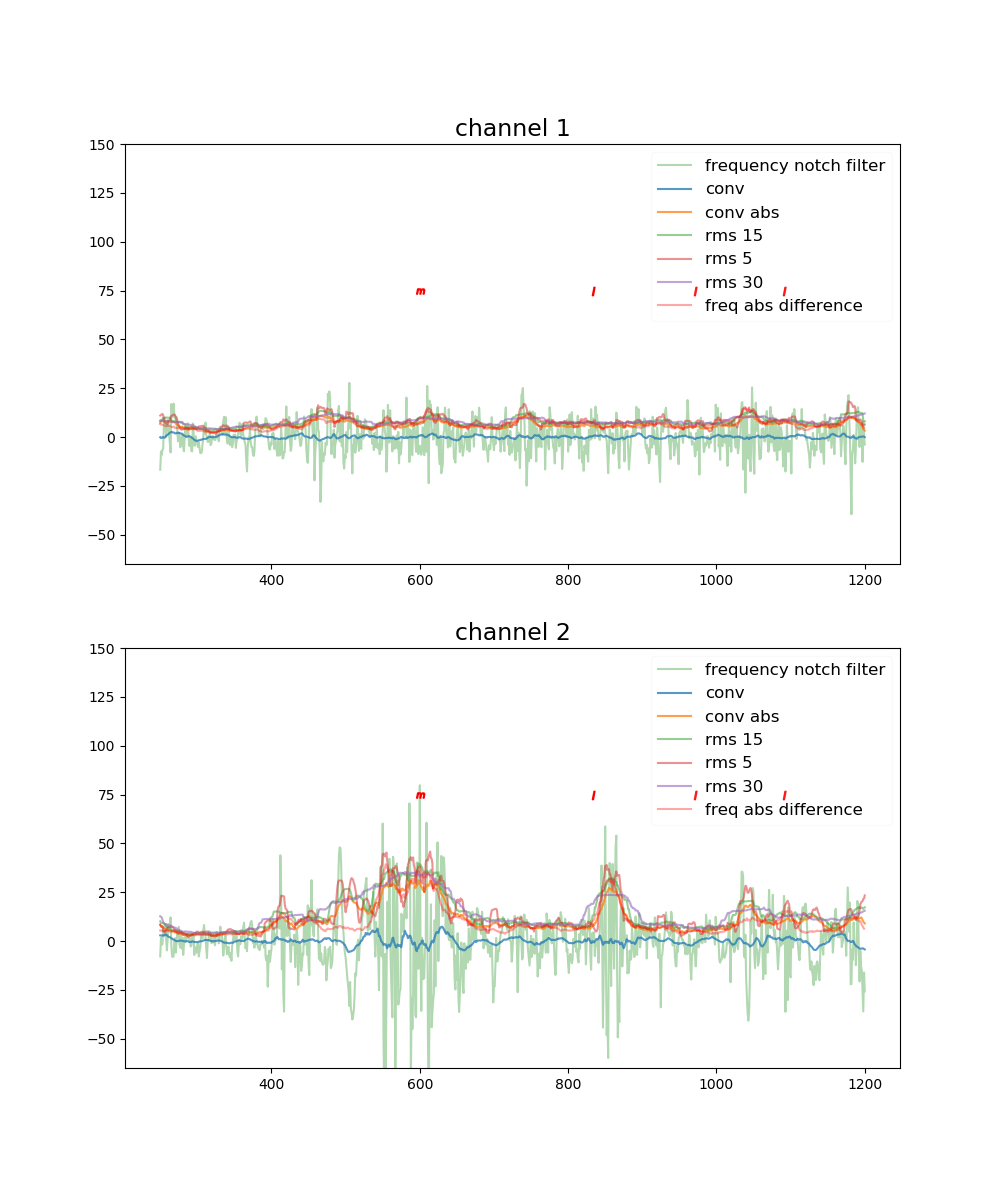 channel 1
150
125
100
75
50
25
0
−25
−50
frequency notch filter
conv
conv abs
rms 15
rms 5
rms 30
freq abs difference
m l l l
400 600 800 1000 1200
channel 2
150
125
100
75
50
25
0
−25
−50
frequency notch filter
conv
conv abs
rms 15
rms 5
rms 30
freq abs difference
m l l l
400 600 800 1000 1200